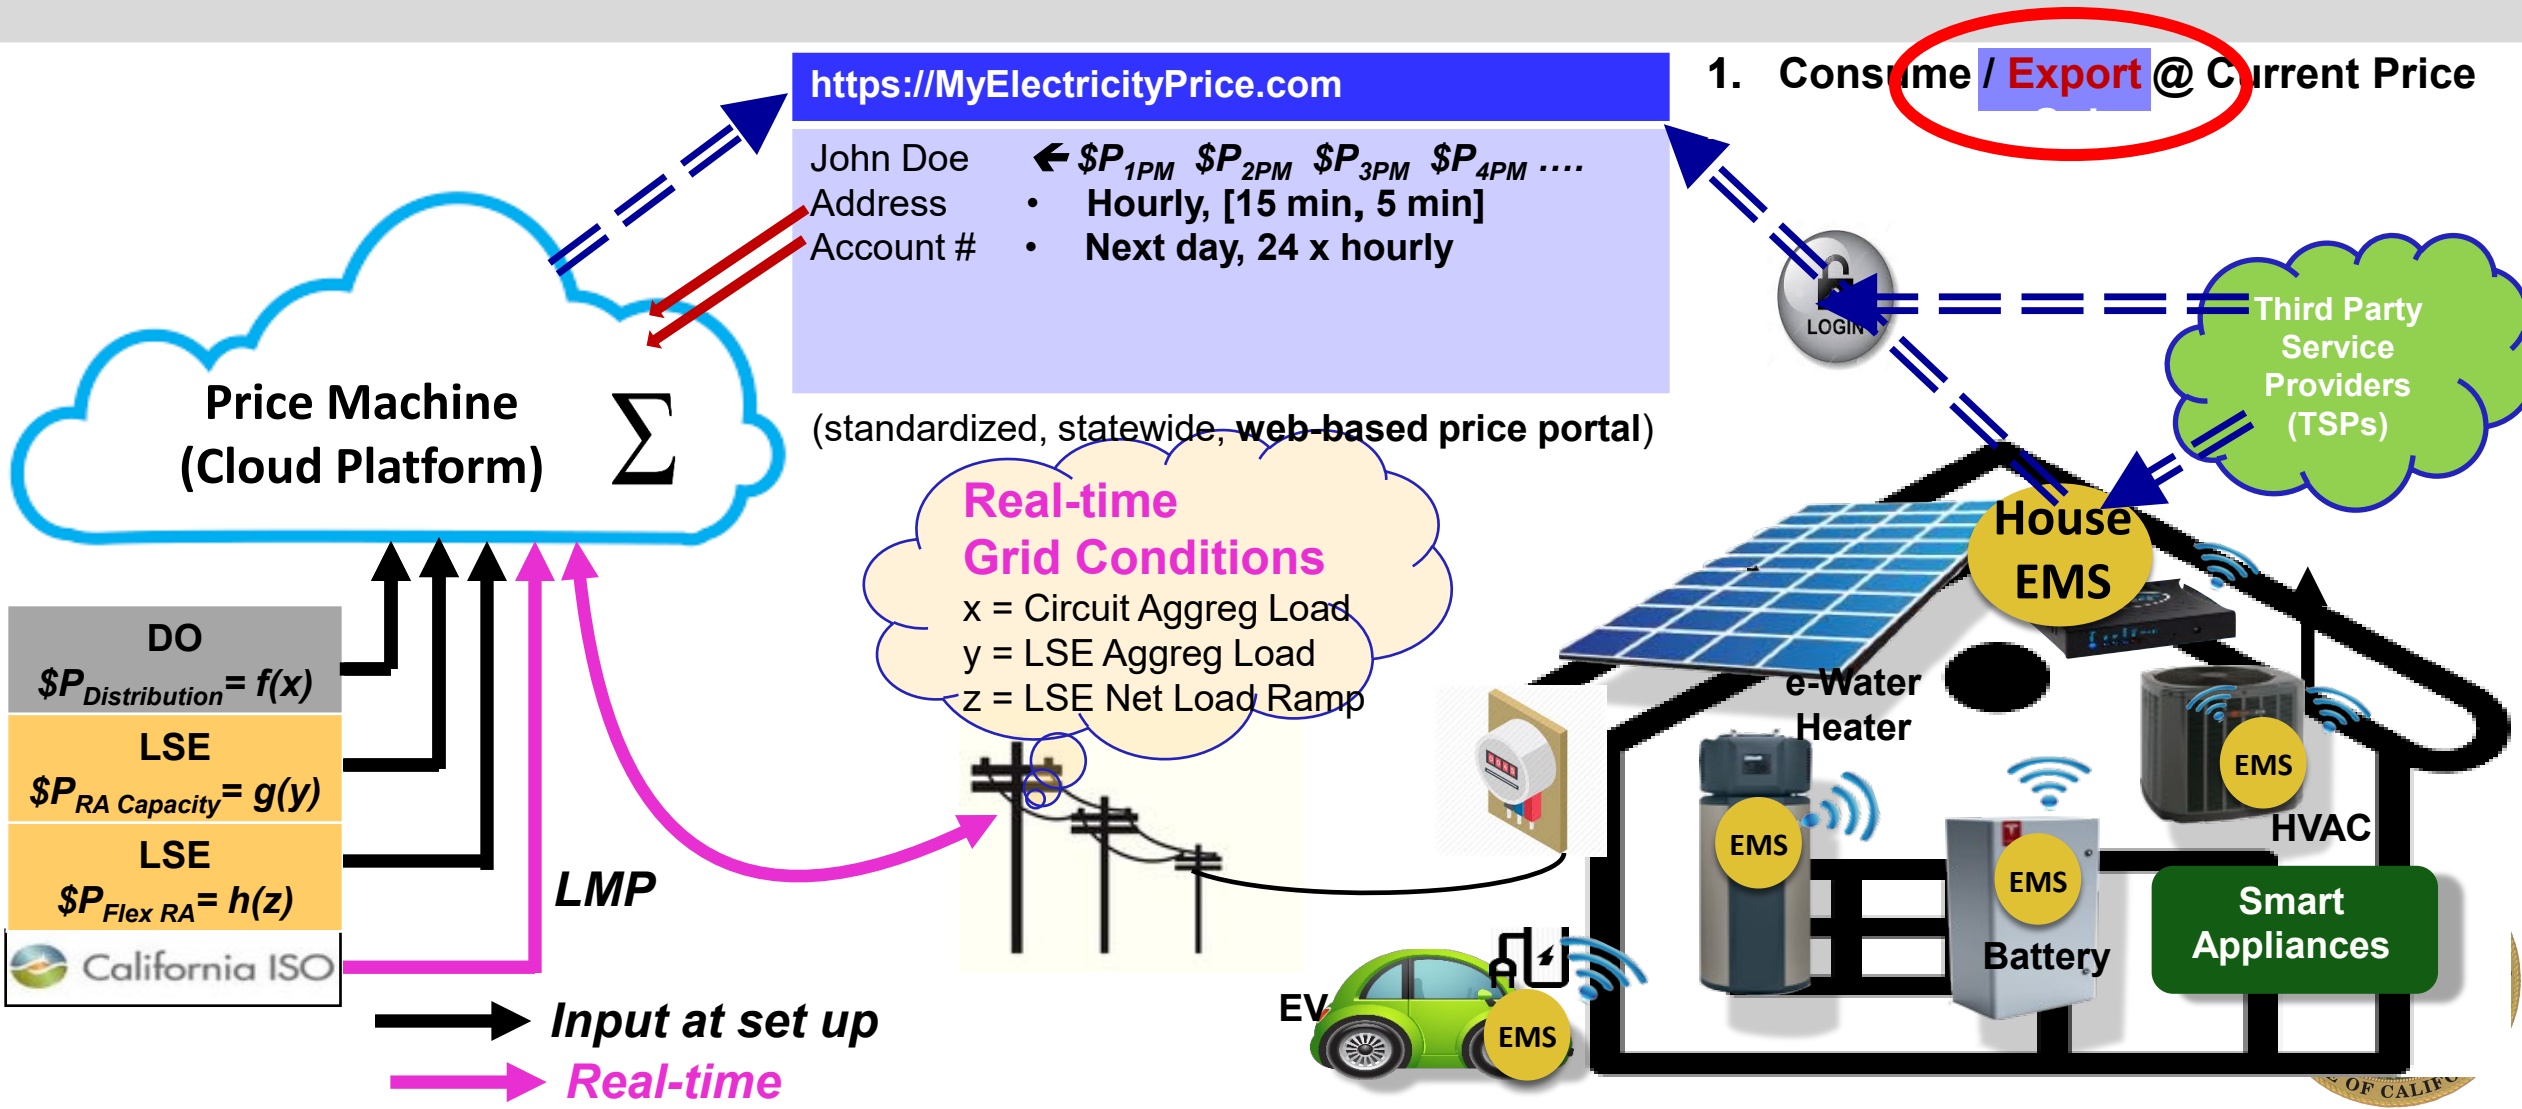 https://MyElectricityPrice.com
1. Consume / Export @ Current Price
John Doe $P1PM $P2PM $P3PM $P4PM ....
Address • Hourly, [15 min, 5 min]
Account # • Next day, 24 x hourly
LOGIN
Third Party
Service
Providers
(TSPs)
Price Machine
(Cloud Platform)
∑
(standardized, statewide, web-based price portal)
Real-time
Grid Conditions
x = Circuit Aggreg Load
y = LSE Aggreg Load
z = LSE Net Load Ramp
House
EMS
DO
$PDistribution= f(x)
LSE
$PRA Capacity= g(y)
LSE
$PFlex RA= h(z)
California ISO
LMP
e-Water
Heater
EMS
EMS
EMS
HVAC
Battery
Smart
Appliances
EV
EMS
Input at set up
Real-time
OF CALIF